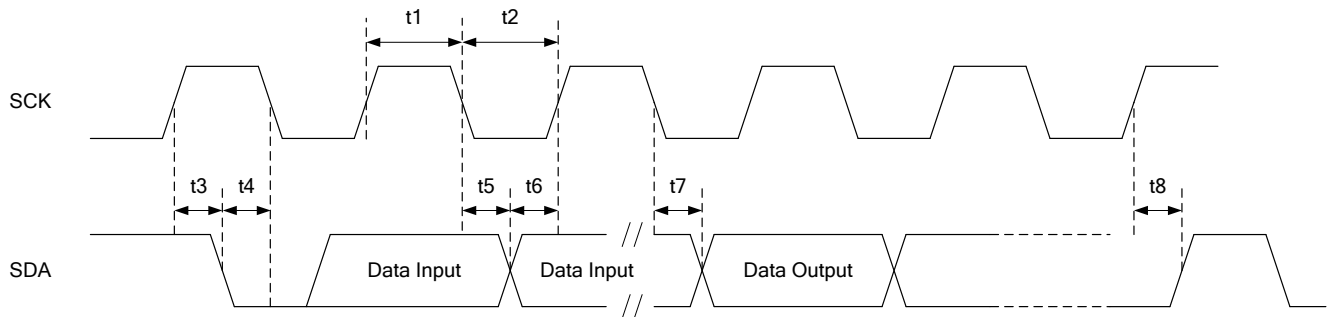 t1 t2
SCK
t3 t4 t5 t6 t7 t8
SDA Data Input Data Input Data Output